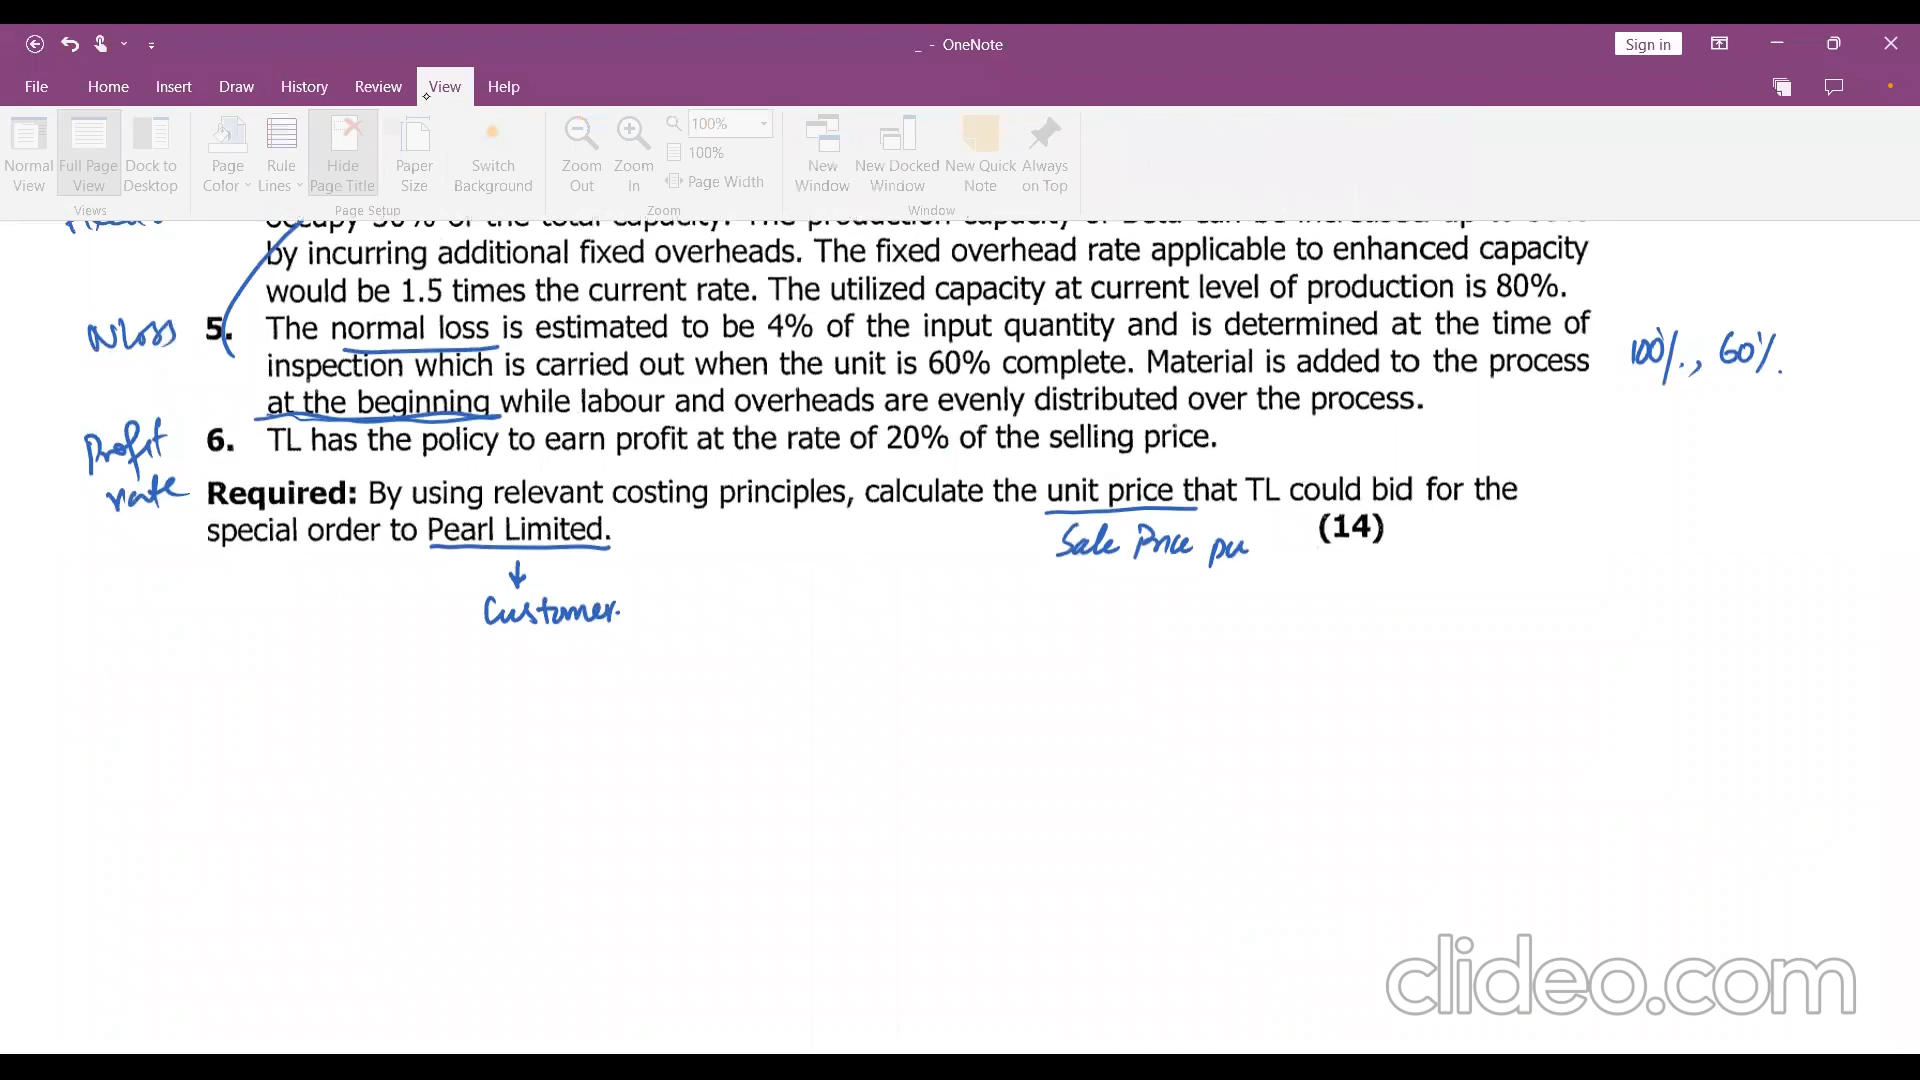 _ - OneNote
Sign in
File Home Insert Draw History Review View Help
Normal View
Full Page View
Dock to Desktop
Views
Page Color
Rule Lines
Hide Page Title
Paper Size
Switch Background
Page Setup
Zoom Out
Zoom In
100%
100%
Page Width
Zoom
New Window
New Docked Window
New Quick Note
Always on Top
Window
by incurring additional fixed overheads. The fixed overhead rate applicable to enhanced capacity
would be 1.5 times the current rate. The utilized capacity at current level of production is 80%.
NLoss 5. The normal loss is estimated to be 4% of the input quantity and is determined at the time of
inspection which is carried out when the unit is 60% complete. Material is added to the process
100%, 60%.
at the beginning while labour and overheads are evenly distributed over the process.
Profit rate
6. TL has the policy to earn profit at the rate of 20% of the selling price.
Required: By using relevant costing principles, calculate the unit price that TL could bid for the
special order to Pearl Limited. (14)
Sale Price pu
Customer.
clideo.com